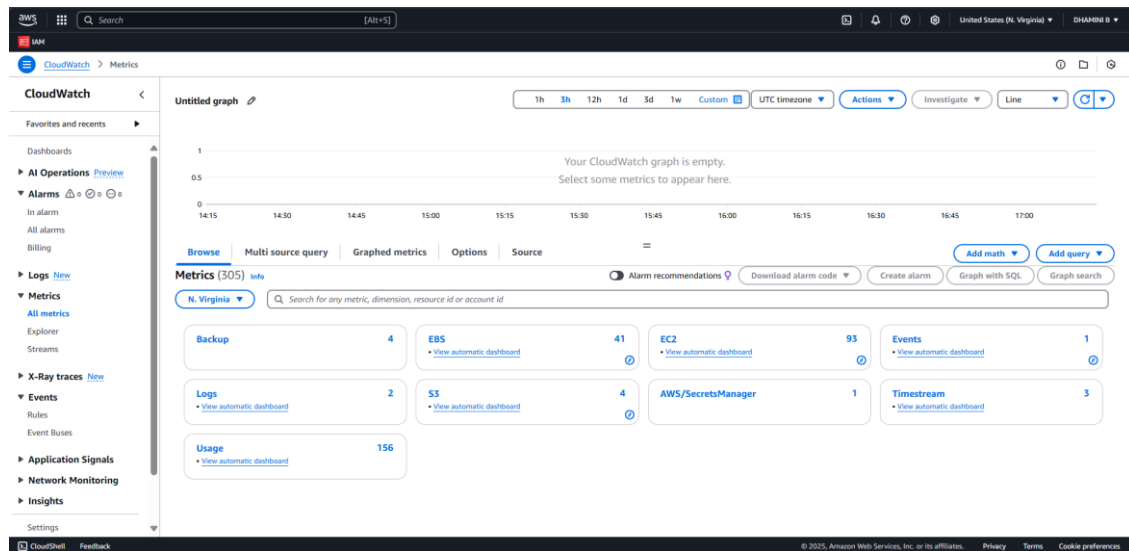 aws Search [Alt+S] United States (N. Virginia) DHAMINI B
IAM
CloudWatch > Metrics
CloudWatch
Favorites and recents
Dashboards
AI Operations Preview
Alarms 0 0 0
In alarm
All alarms
Billing
Logs New
Metrics
All metrics
Explorer
Streams
X-Ray traces New
Events
Rules
Event Buses
Application Signals
Network Monitoring
Insights
Settings
Untitled graph 1h 3h 12h 1d 3d 1w Custom UTC timezone Actions Investigate Line
1
Your CloudWatch graph is empty.
0.5
Select some metrics to appear here.
0
14:15 14:30 14:45 15:00 15:15 15:30 15:45 16:00 16:15 16:30 16:45 17:00
Browse Multi source query Graphed metrics Options Source Add math Add query
Metrics (305) Info Alarm recommendations Download alarm code Create alarm Graph with SQL Graph search
N. Virginia Search for any metric, dimension, resource id or account id
Backup 4 EBS 41 EC2 93 Events 1
• View automatic dashboard • View automatic dashboard • View automatic dashboard
Logs 2 S3 4 AWS/SecretsManager 1 Timestream 3
• View automatic dashboard • View automatic dashboard • View automatic dashboard
Usage 156
• View automatic dashboard
CloudShell Feedback © 2025, Amazon Web Services, Inc. or its affiliates. Privacy Terms Cookie preferences